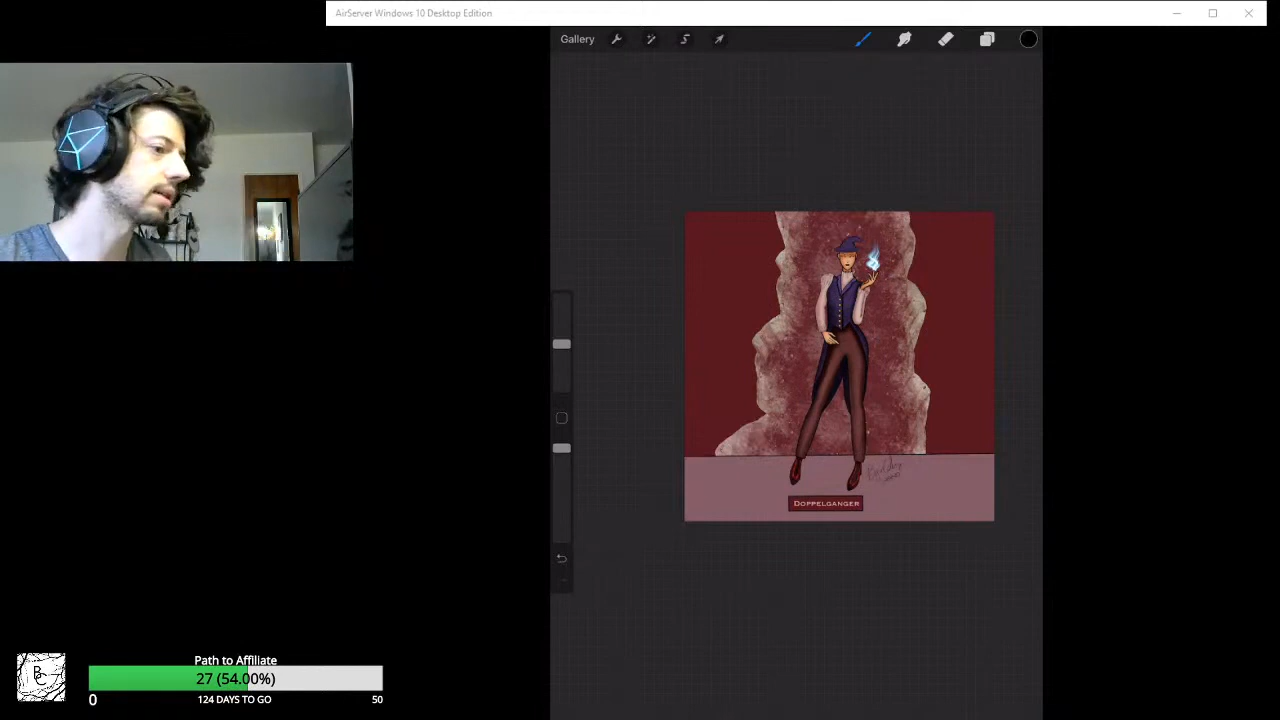 AirServer Windows 10 Desktop Edition
Gallery
DOPPELGANGER
Path to Affiliate
27 (54.00%)
0
124 DAYS TO GO
50